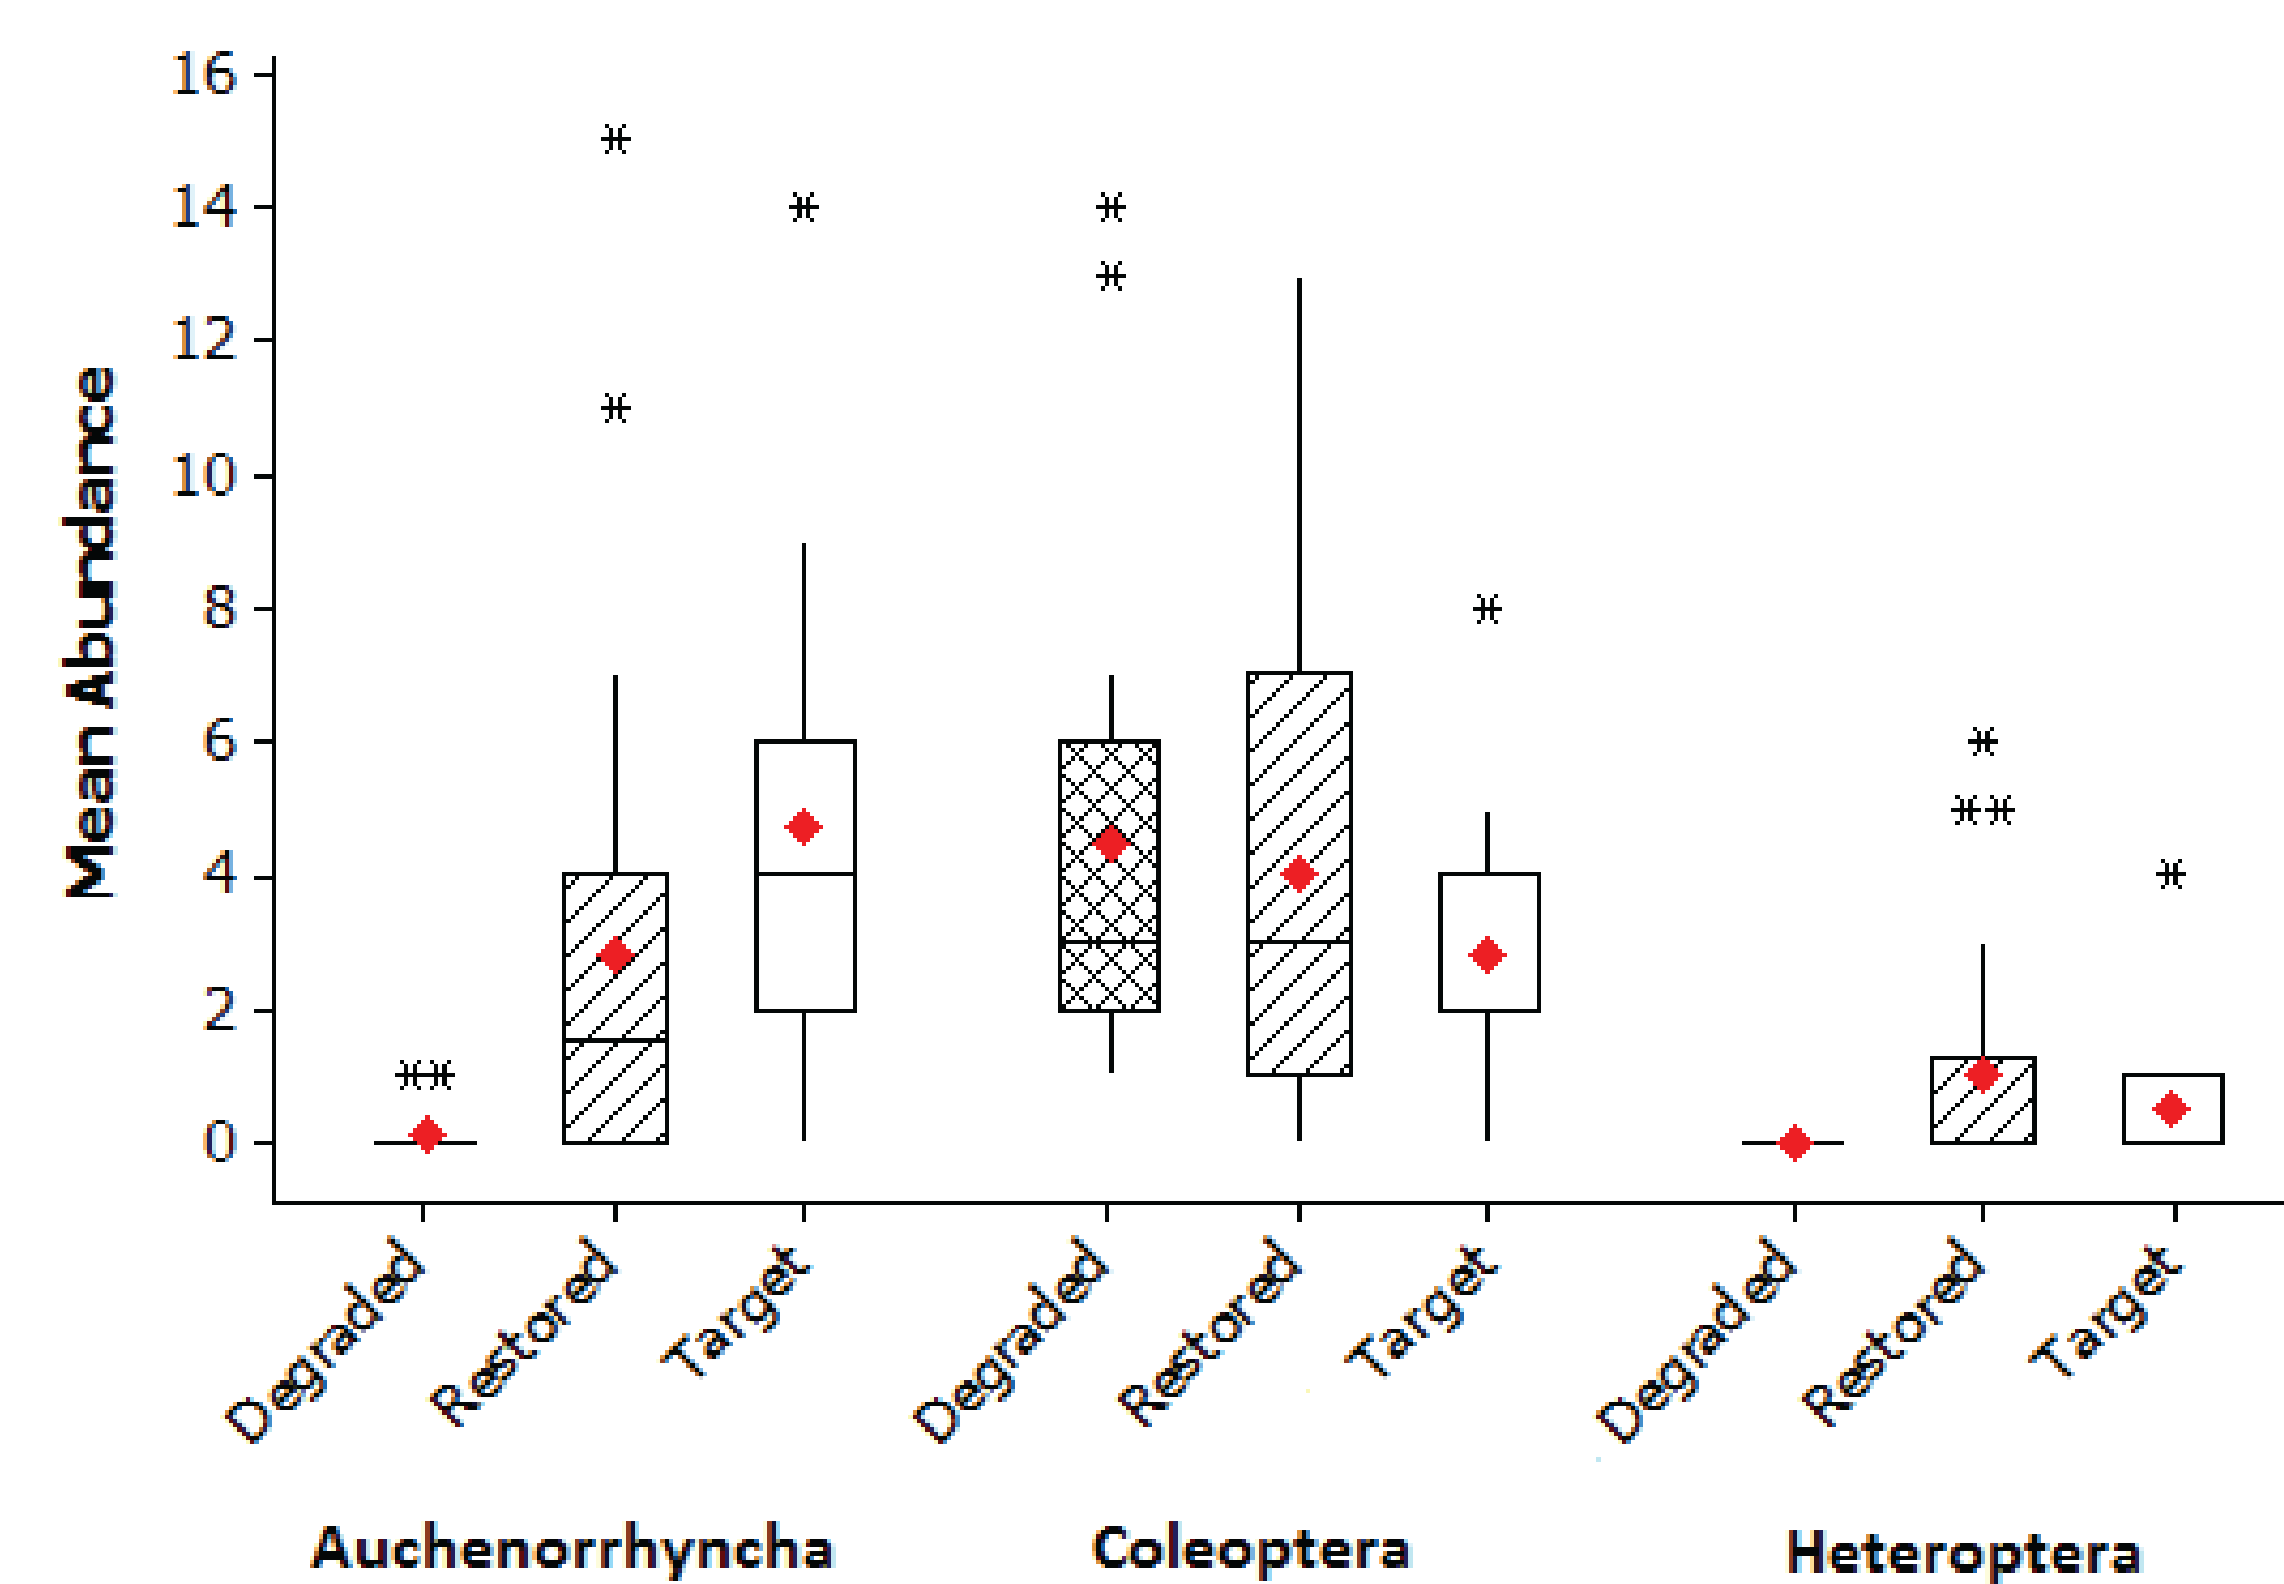 Mean Abundance
16
14
12
10
8
6
4
2
0
Degraded
Restored
Target
Degraded
Restored
Target
Degraded
Restored
Target
Auchenorrhyncha
Coleoptera
Heteroptera